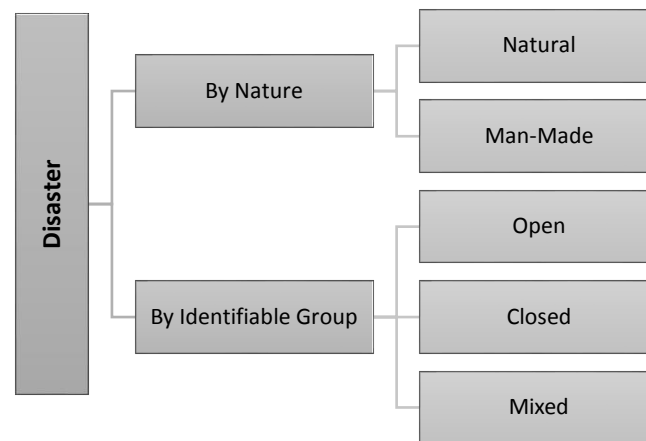 Disaster
By Nature
Natural
Man-Made
By Identifiable Group
Open
Closed
Mixed